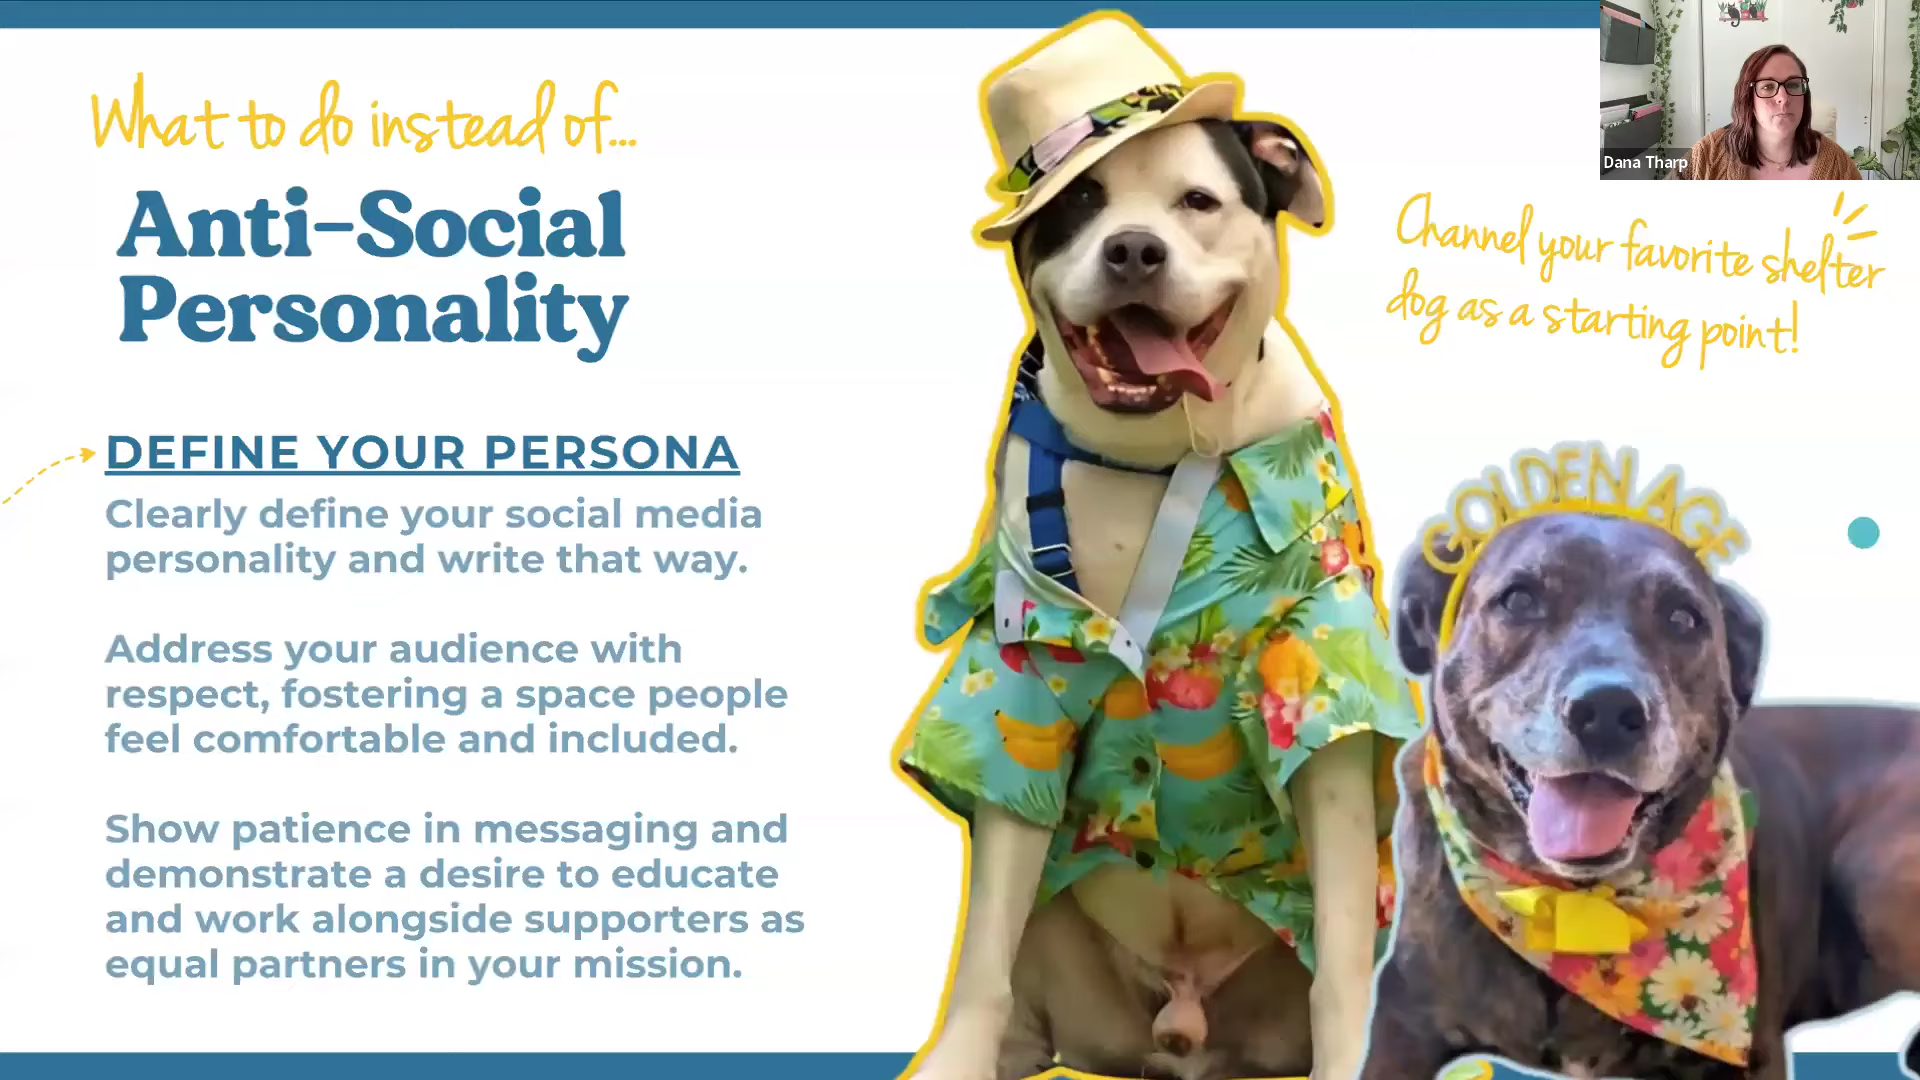 What to do instead of...
Anti-Social
Personality
DEFINE YOUR PERSONA
Clearly define your social media
personality and write that way.
Address your audience with
respect, fostering a space people
feel comfortable and included.
Show patience in messaging and
demonstrate a desire to educate
and work alongside supporters as
equal partners in your mission.
Dana Tharp
Channel your favorite shelter
dog as a starting point!
GOLDEN AGE